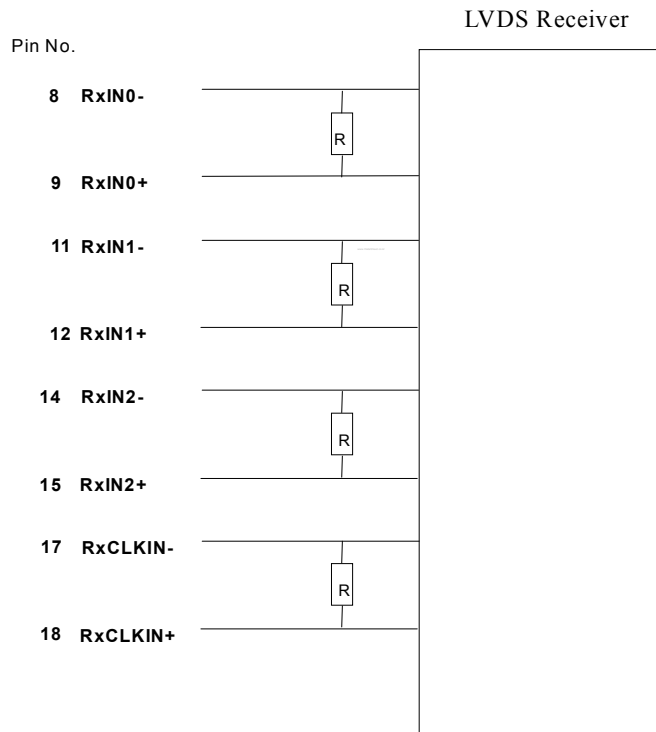 LVDS Receiver
Pin No.
8 RxIN0-
R
9 RxIN0+
11 RxIN1-
R
12 RxIN1+
14 RxIN2-
R
15 RxIN2+
17 RxCLKIN-
R
18 RxCLKIN+